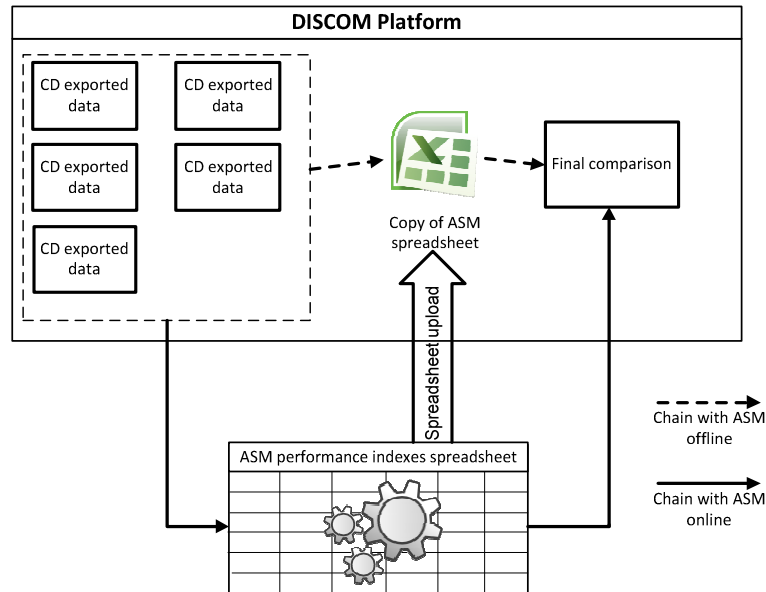 DISCOM Platform
CD exported
data
CD exported
data
CD exported
data
CD exported
data
CD exported
data
Copy of ASM
spreadsheet
Final comparison
Spreadsheet upload
ASM performance indexes spreadsheet
Chain with ASM
offline
Chain with ASM
online